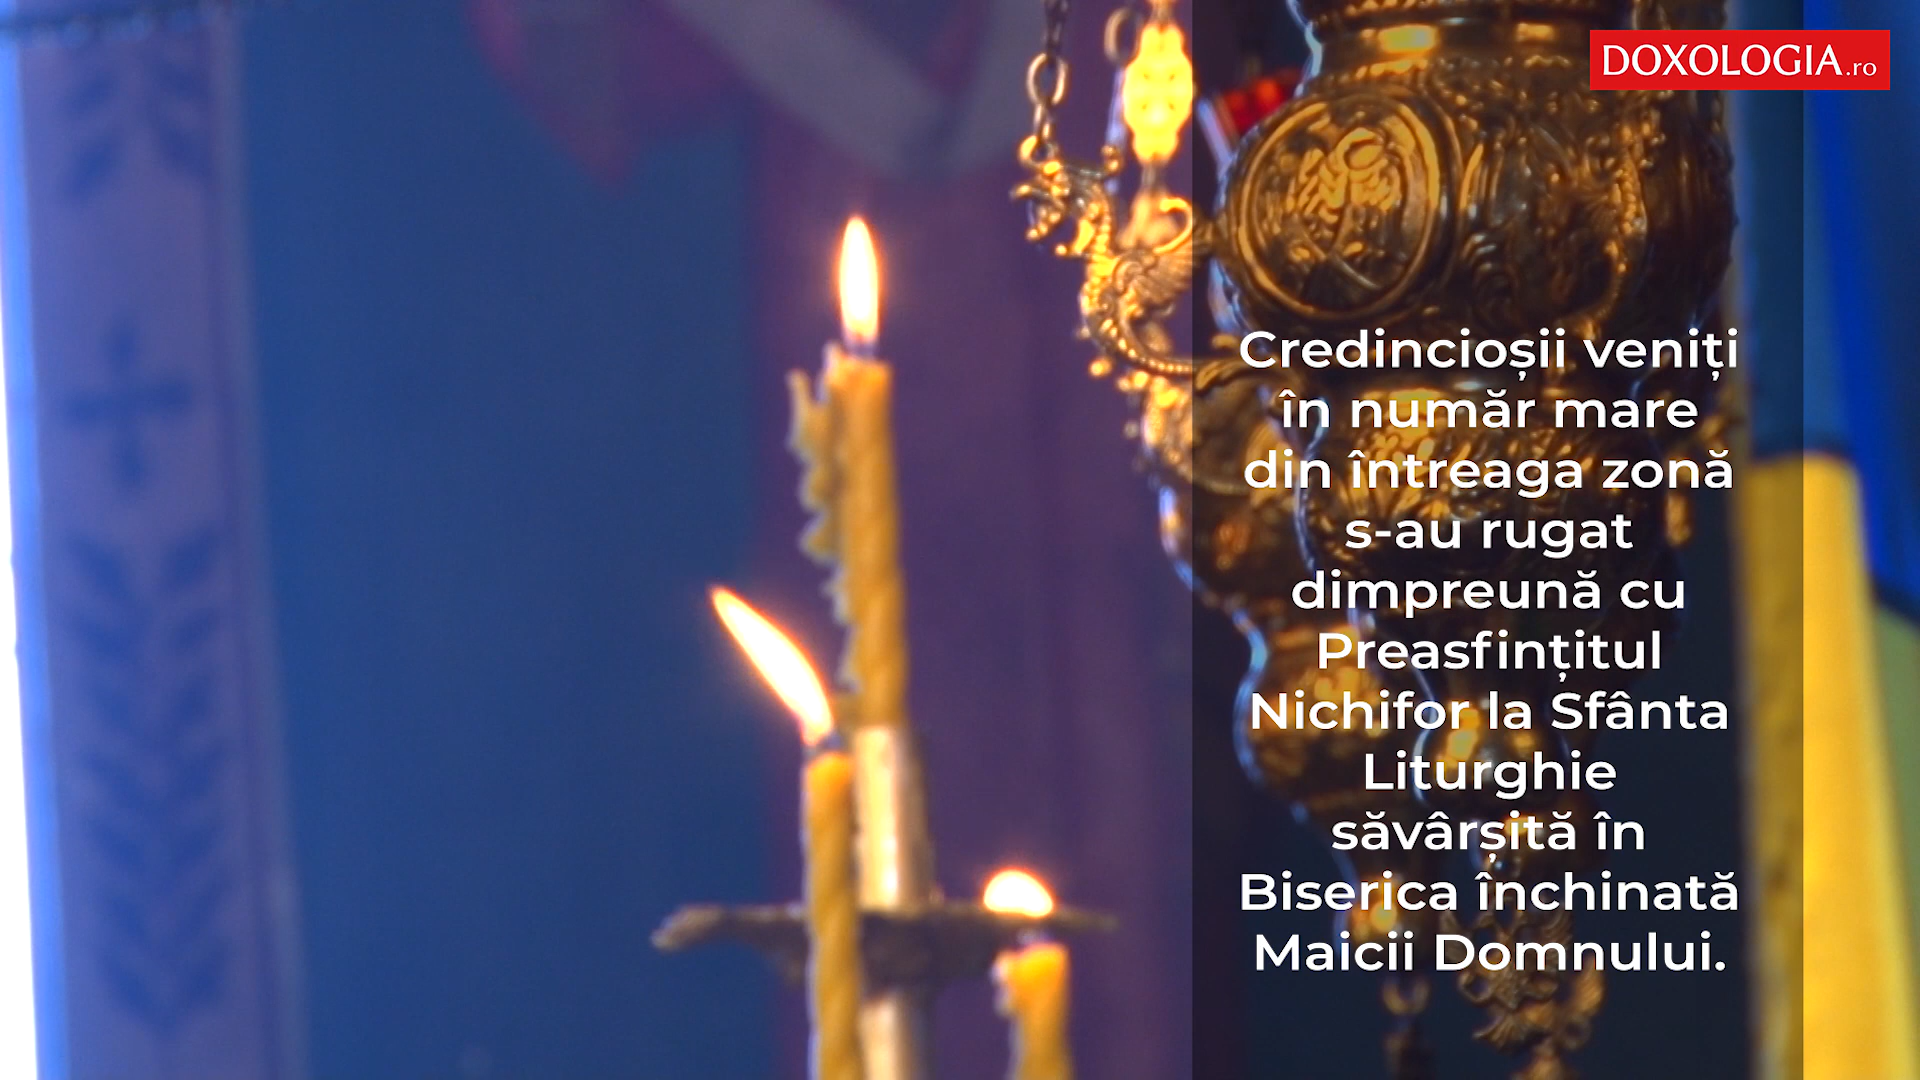 DOXOLOGIA.ro
Credincioșii veniți
în număr mare
din întreaga zonă
s-au rugat
dimpreună cu
Preasfințitul
Nichifor la Sfânta
Liturghie
săvârșită în
Biserica închinată
Maicii Domnului.